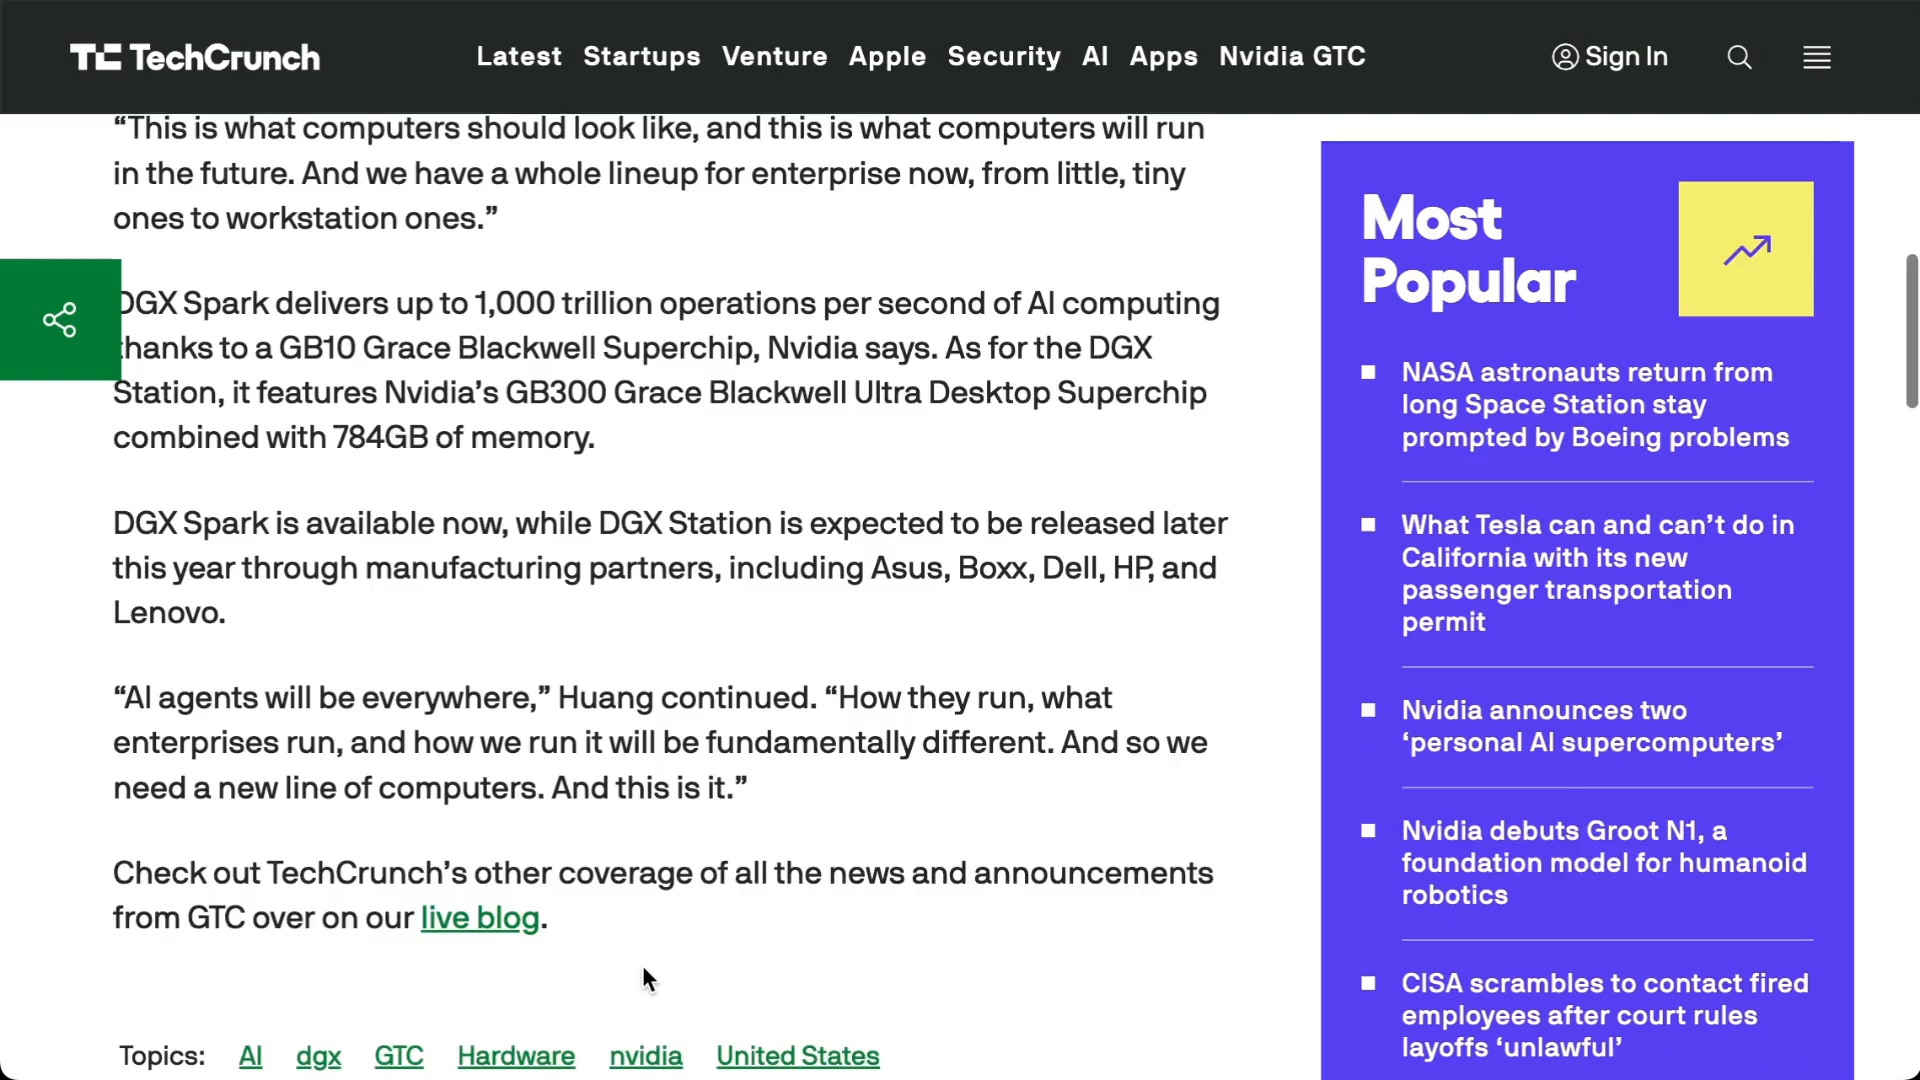 TechCrunch
Latest Startups Venture Apple Security AI Apps Nvidia GTC
Sign In
“This is what computers should look like, and this is what computers will run
in the future. And we have a whole lineup for enterprise now, from little, tiny
ones to workstation ones.”
DGX Spark delivers up to 1,000 trillion operations per second of AI computing
thanks to a GB10 Grace Blackwell Superchip, Nvidia says. As for the DGX
Station, it features Nvidia’s GB300 Grace Blackwell Ultra Desktop Superchip
combined with 784GB of memory.
DGX Spark is available now, while DGX Station is expected to be released later
this year through manufacturing partners, including Asus, Boxx, Dell, HP, and
Lenovo.
“AI agents will be everywhere,” Huang continued. “How they run, what
enterprises run, and how we run it will be fundamentally different. And so we
need a new line of computers. And this is it.”
Check out TechCrunch’s other coverage of all the news and announcements
from GTC over on our live blog.
Topics: AI dgx GTC Hardware nvidia United States
Most
Popular
NASA astronauts return from
long Space Station stay
prompted by Boeing problems
What Tesla can and can’t do in
California with its new
passenger transportation
permit
Nvidia announces two
‘personal AI supercomputers’
Nvidia debuts Groot N1, a
foundation model for humanoid
robotics
CISA scrambles to contact fired
employees after court rules
layoffs ‘unlawful’